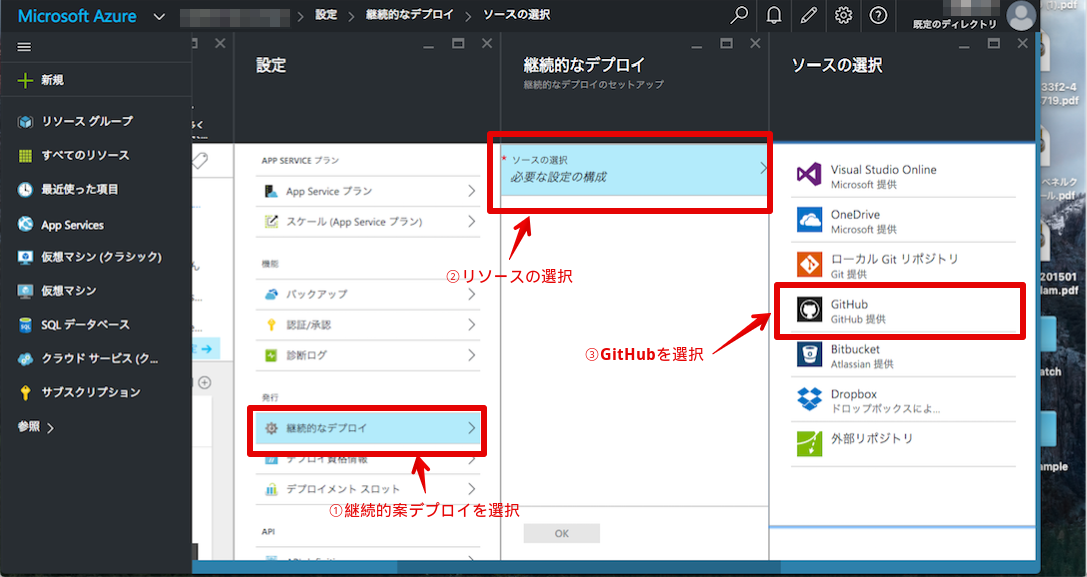 Microsoft Azure
設定
継続的なデプロイ
ソースの選択
既定のディレクトリ
新規
リソース グループ
すべてのリソース
最近使った項目
App Services
仮想マシン (クラシック)
仮想マシン
SQL データベース
クラウド サービス (ク...
サブスクリプション
参照
設定
APP SERVICE プラン
App Service プラン
スケール (App Service プラン)
機能
バックアップ
認証/承認
診断ログ
発行
継続的なデプロイ
デプロイ資格情報
デプロイメント スロット
①継続的案デプロイを選択
API
継続的なデプロイ
継続的なデプロイのセットアップ
* ソースの選択
必要な設定の構成
②リソースの選択
③GitHubを選択
OK
ソースの選択
Visual Studio Online
Microsoft 提供
OneDrive
Microsoft 提供
ローカル Git リポジトリ
Git 提供
GitHub
GitHub 提供
Bitbucket
Atlassian 提供
Dropbox
ドロップボックスによ...
外部リポジトリ
33f2-4
719.pdf
201501
lam.pdf
atch
mple